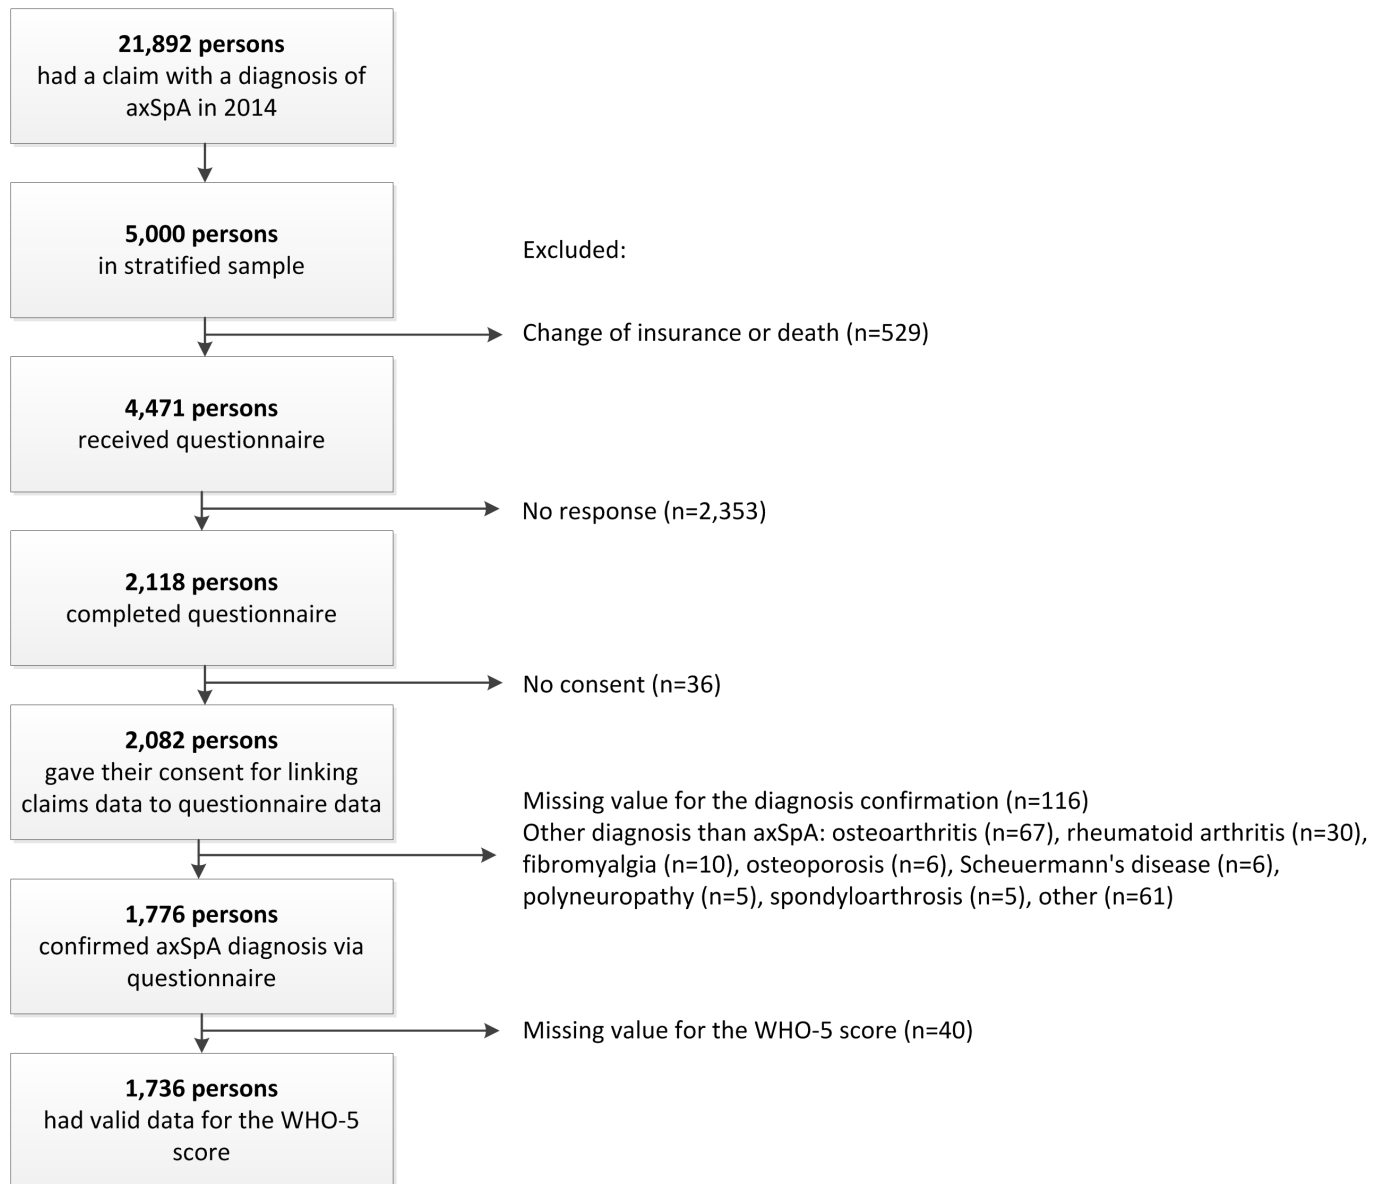 21,892 persons
had a claim with a diagnosis of
axSpA in 2014
5,000 persons
in stratified sample
Excluded:
Change of insurance or death (n=529)
4,471 persons
received questionnaire
No response (n=2,353)
2,118 persons
completed questionnaire
No consent (n=36)
2,082 persons
gave their consent for linking
claims data to questionnaire data
Missing value for the diagnosis confirmation (n=116)
Other diagnosis than axSpA: osteoarthritis (n=67), rheumatoid arthritis (n=30),
fibromyalgia (n=10), osteoporosis (n=6), Scheuermann's disease (n=6),
polyneuropathy (n=5), spondyloarthrosis (n=5), other (n=61)
1,776 persons
confirmed axSpA diagnosis via
questionnaire
Missing value for the WHO-5 score (n=40)
1,736 persons
had valid data for the WHO-5
score